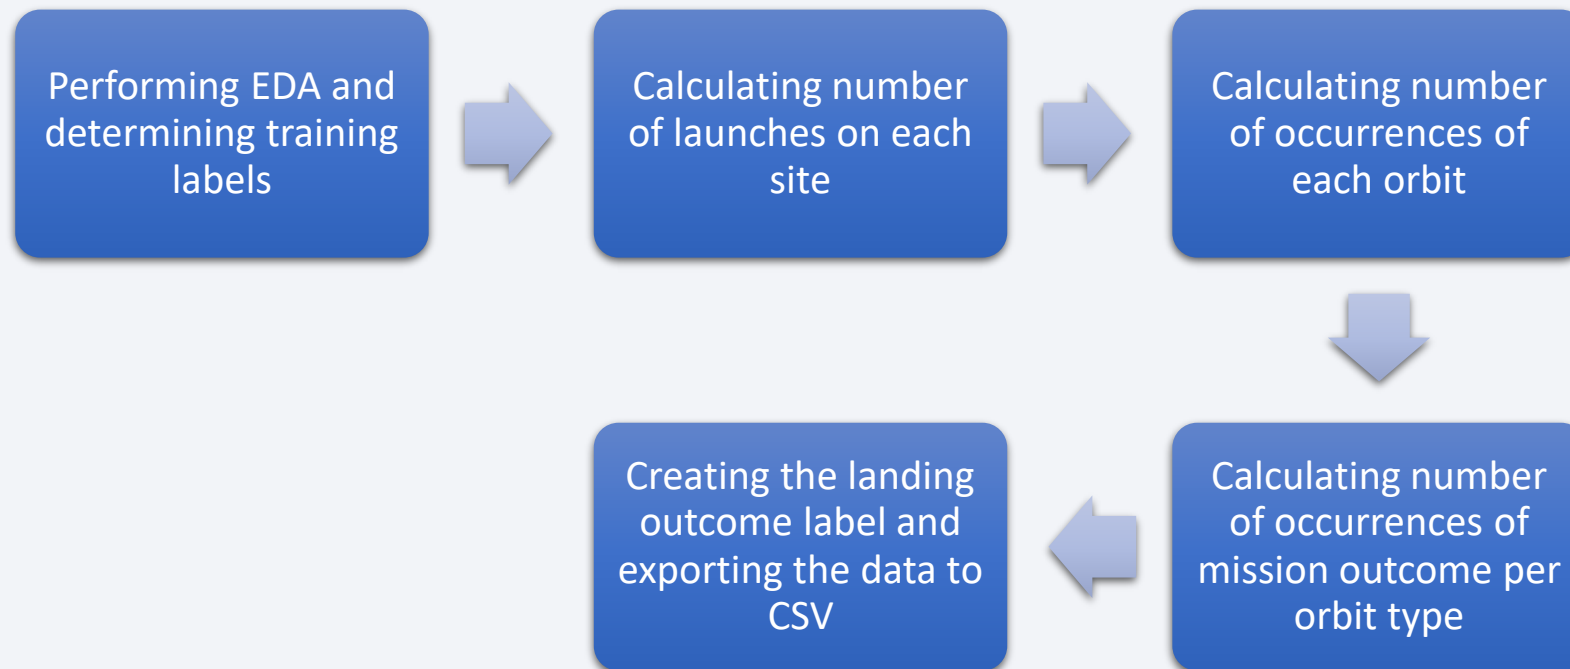 Performing EDA and
determining training
labels
Calculating number
of launches on each
site
Calculating number
of occurrences of
each orbit
Calculating number
of occurrences of
mission outcome per
orbit type
Creating the landing
outcome label and
exporting the data to
CSV